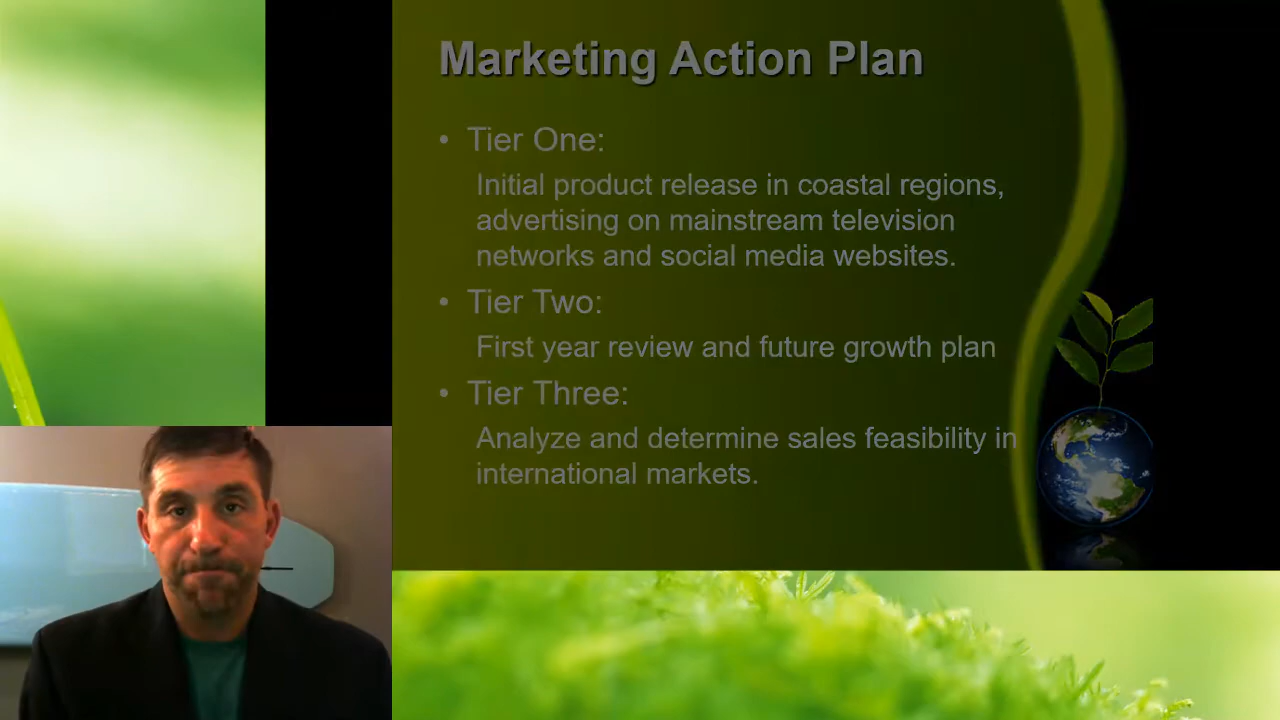 Marketing Action Plan
• Tier One:
Initial product release in coastal regions,
advertising on mainstream television
networks and social media websites.
• Tier Two:
First year review and future growth plan
• Tier Three:
Analyze and determine sales feasibility in
international markets.